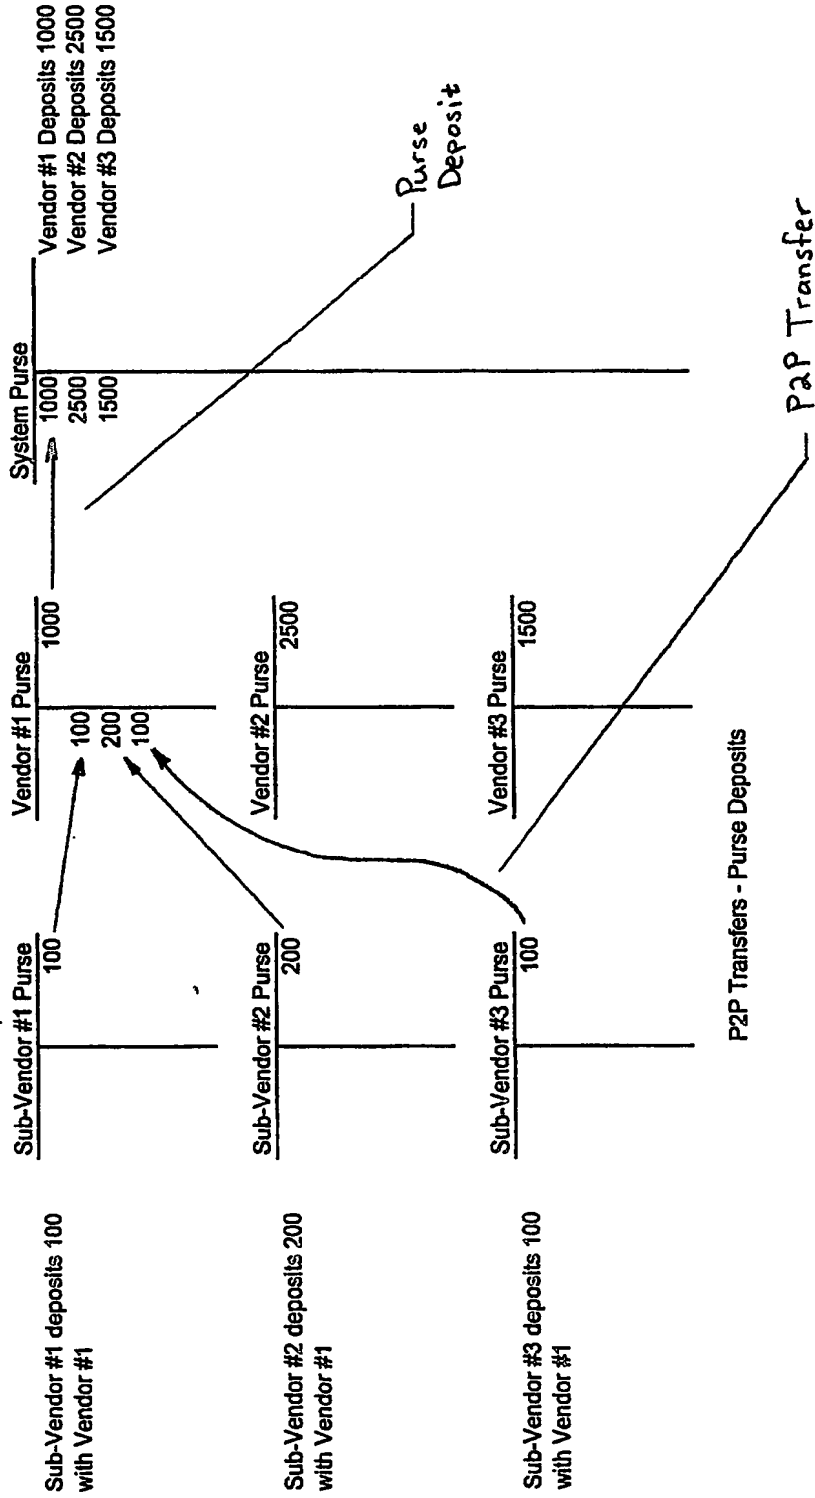 Sub-Vendor #1 deposits 100
with Vendor #1
Sub-Vendor #1 Purse
100
Vendor #1 Purse
100
200
100
1000
System Purse
1000
2500
1500
Vendor #1 Deposits 1000
Vendor #2 Deposits 2500
Vendor #3 Deposits 1500
Sub-Vendor #2 deposits 200
with Vendor #1
Sub-Vendor #2 Purse
200
Vendor #2 Purse
2500
Purse
Deposit
Sub-Vendor #3 deposits 100
with Vendor #1
Sub-Vendor #3 Purse
100
Vendor #3 Purse
1500
P2P Transfers - Purse Deposits
P2P Transfer